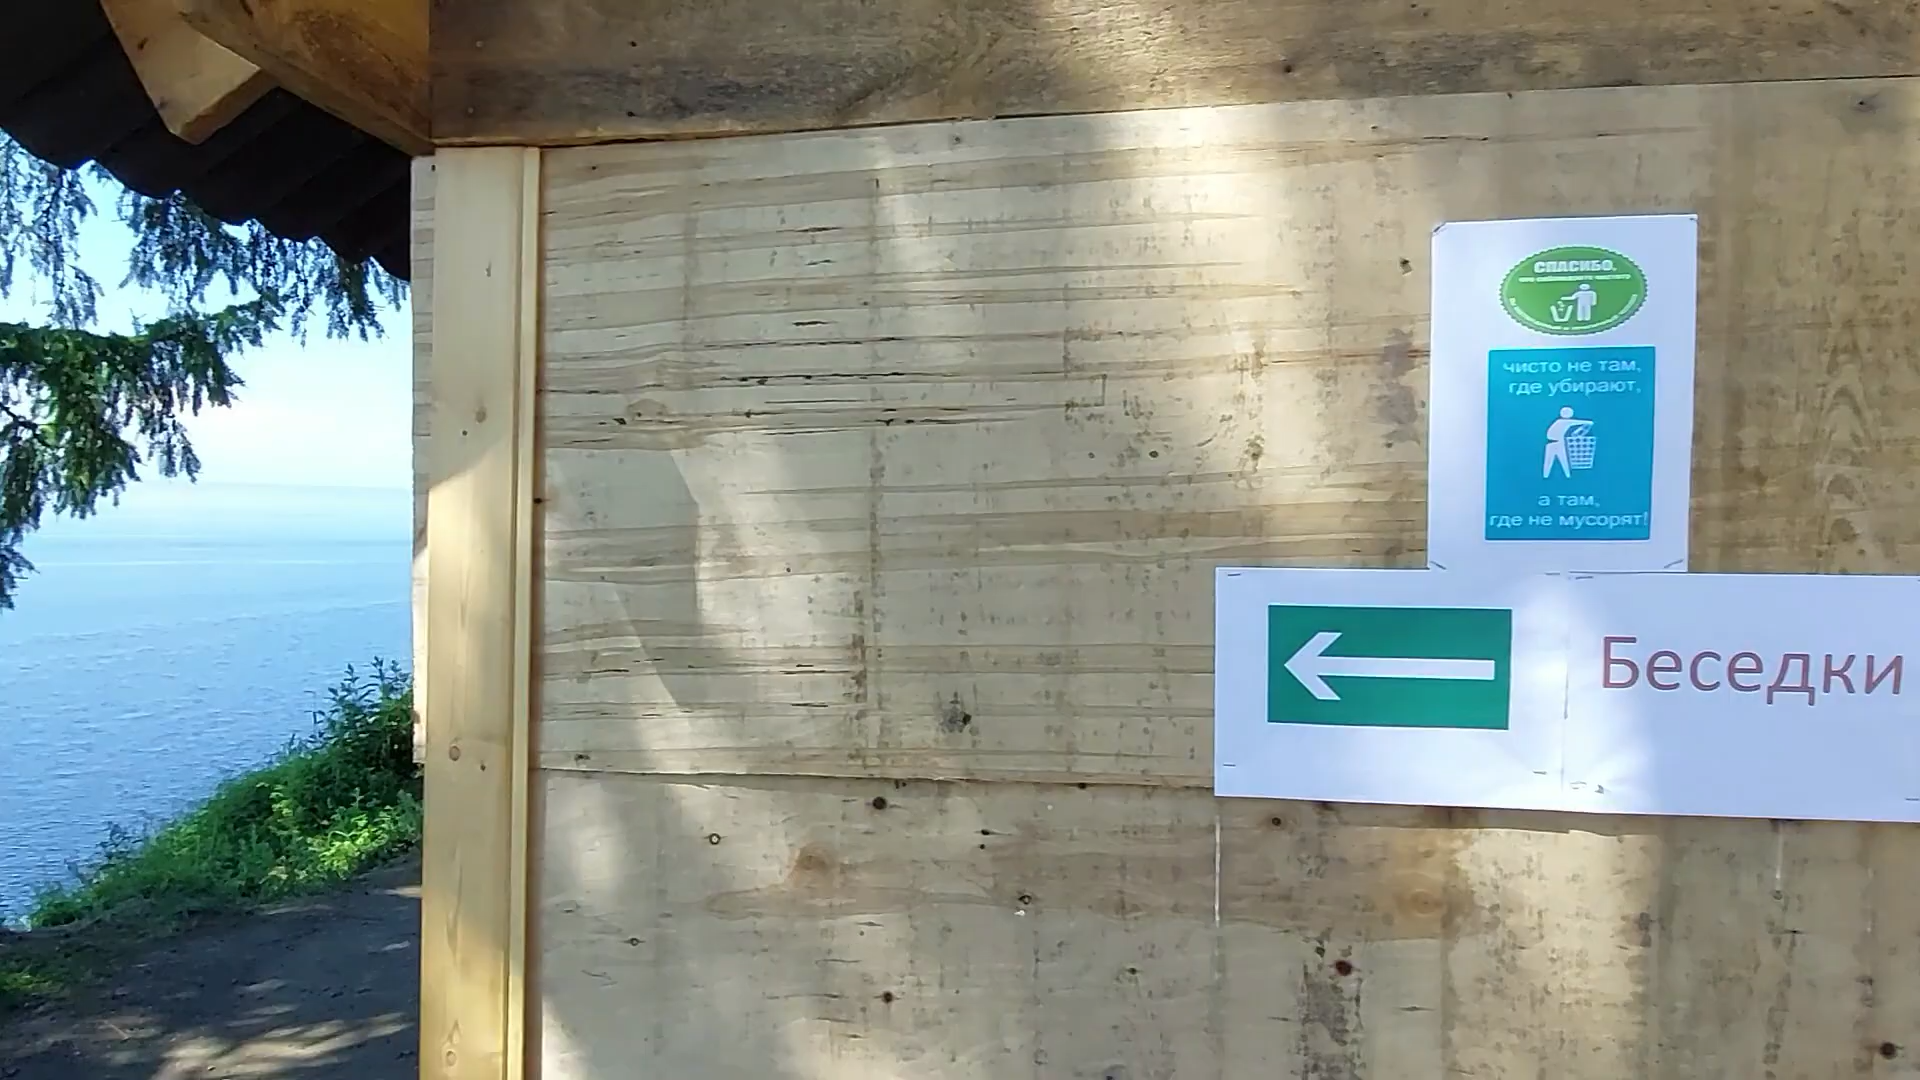 СПАСИБО,
чисто не там,
где убирают,
а там,
где не мусорят!
Беседки